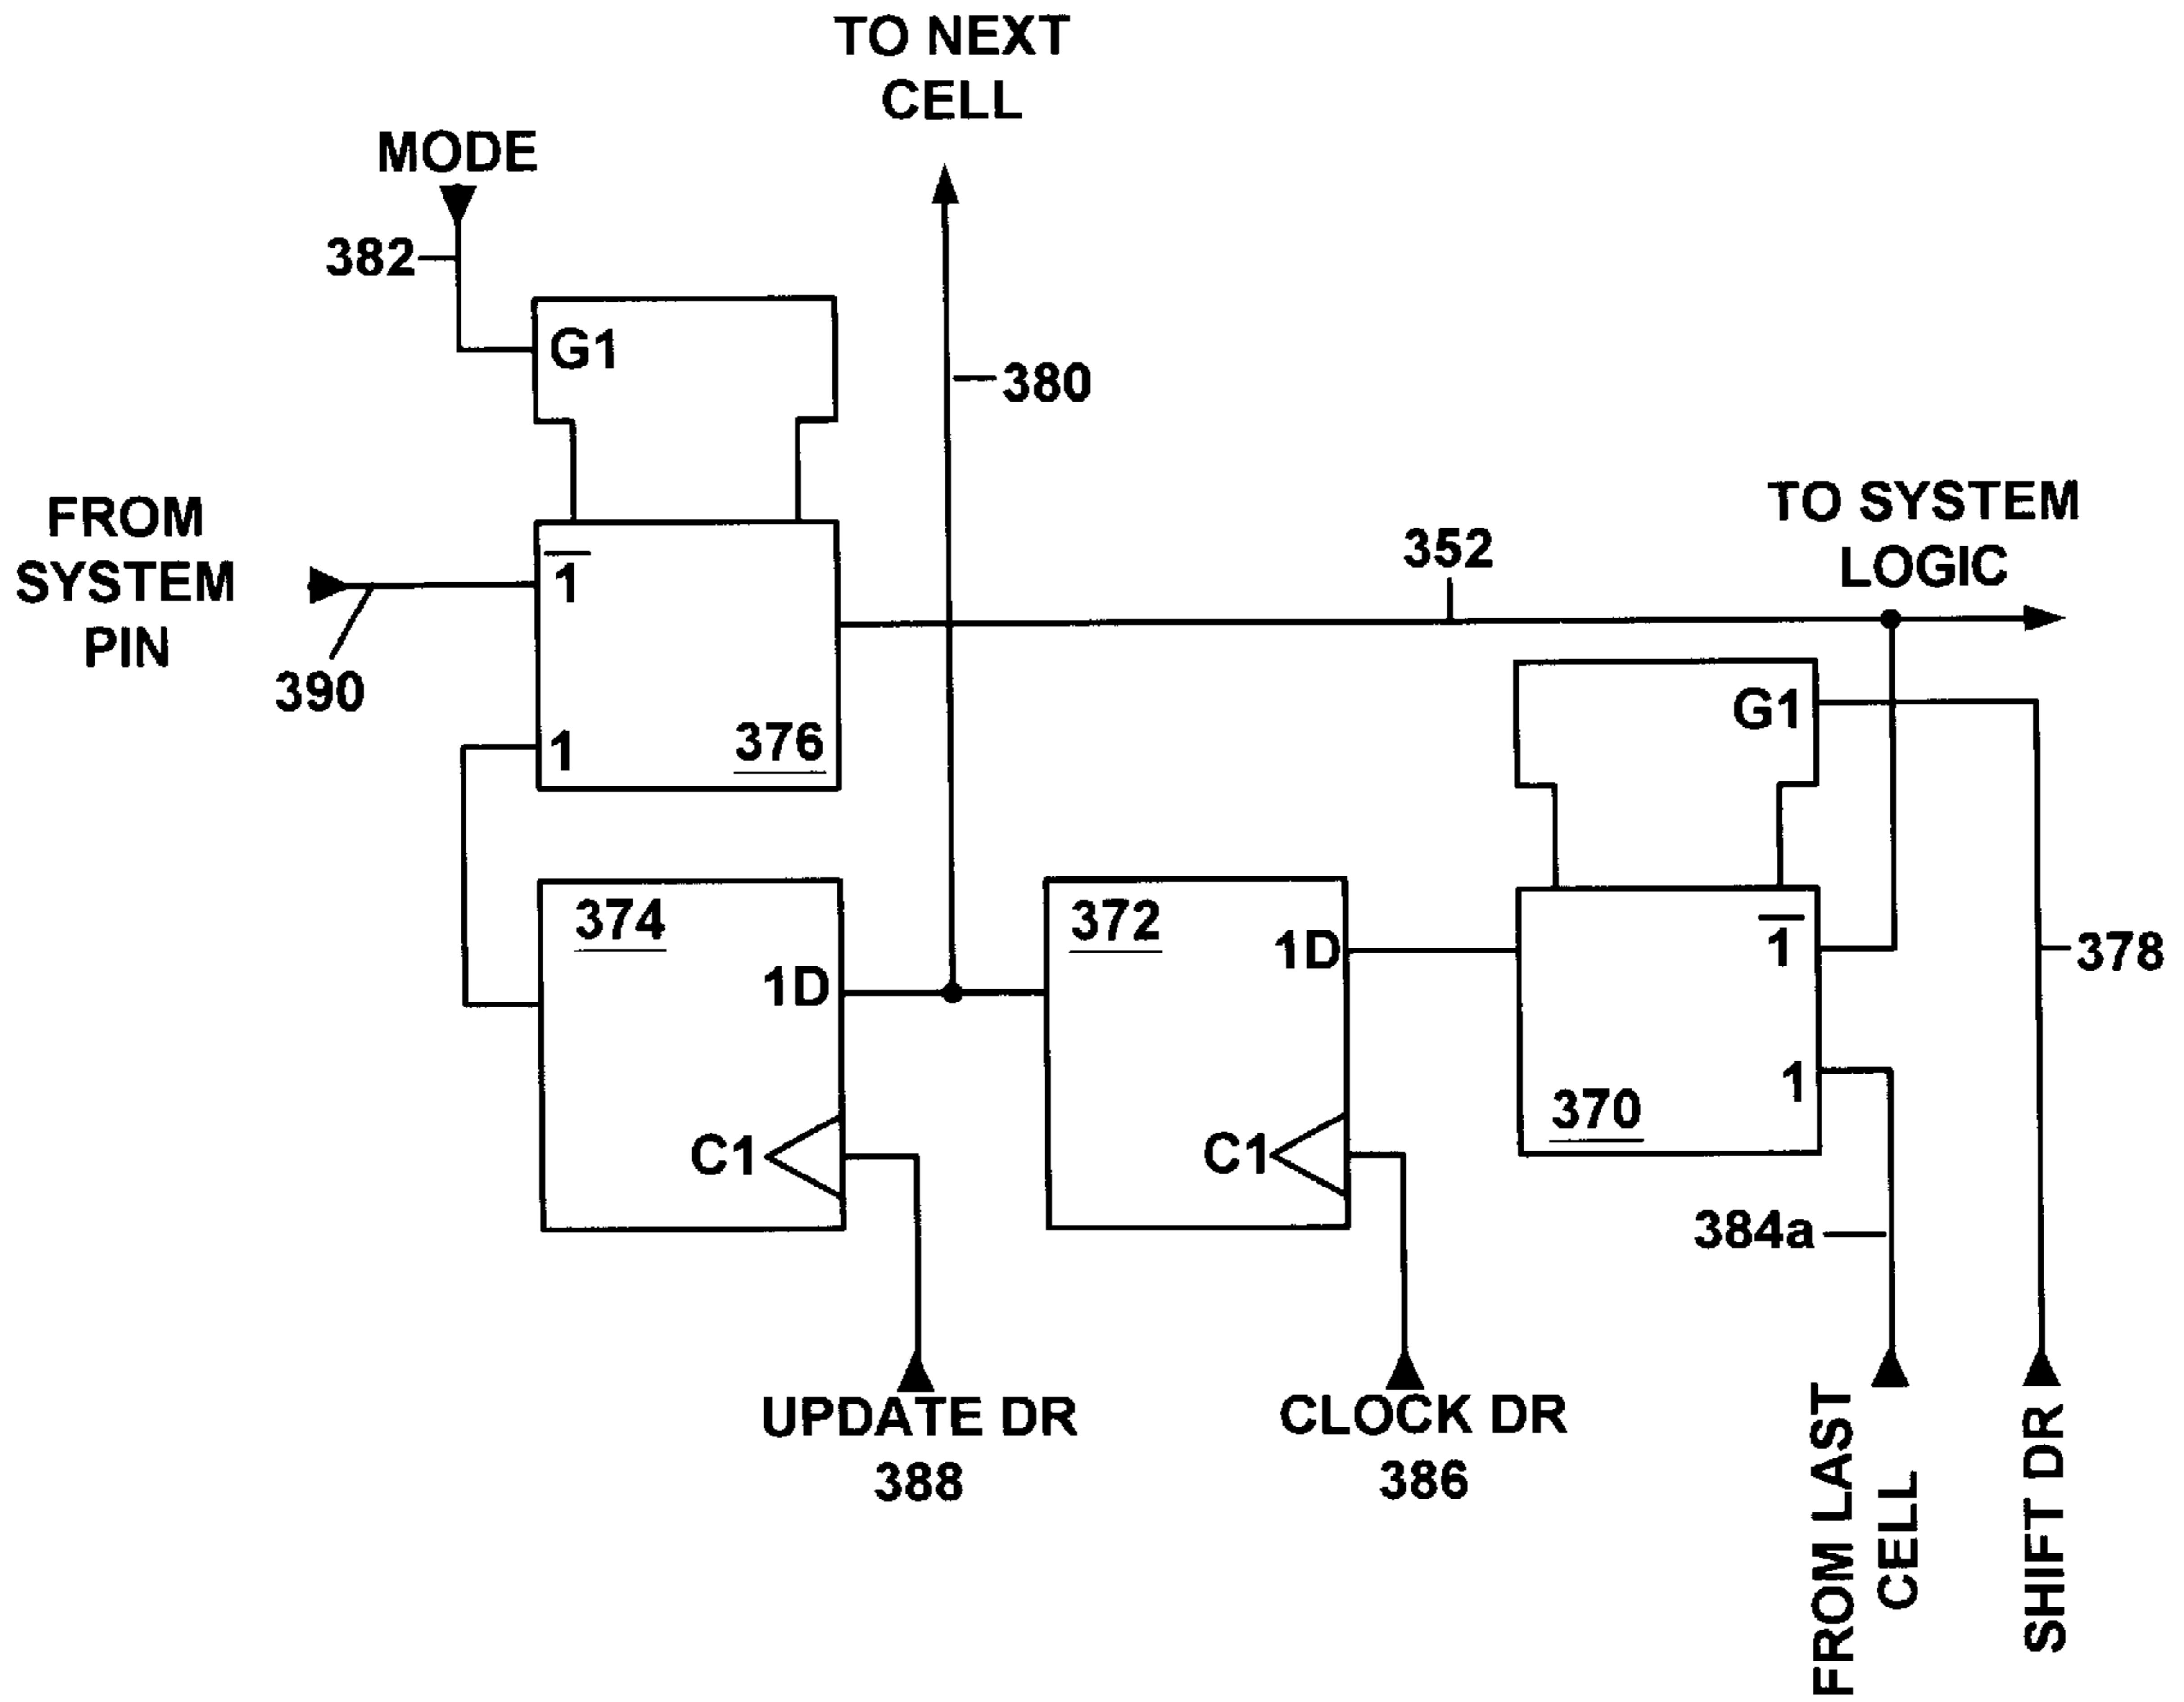 TO NEXT
CELL
MODE
382
G1
380
FROM
SYSTEM
PIN
390
1
1
376
352
TO SYSTEM
LOGIC
G1
378
374
1D
C1
372
1D
C1
1
1
370
384a
UPDATE DR
388
CLOCK DR
386
FROM LAST
CELL
SHIFT DR